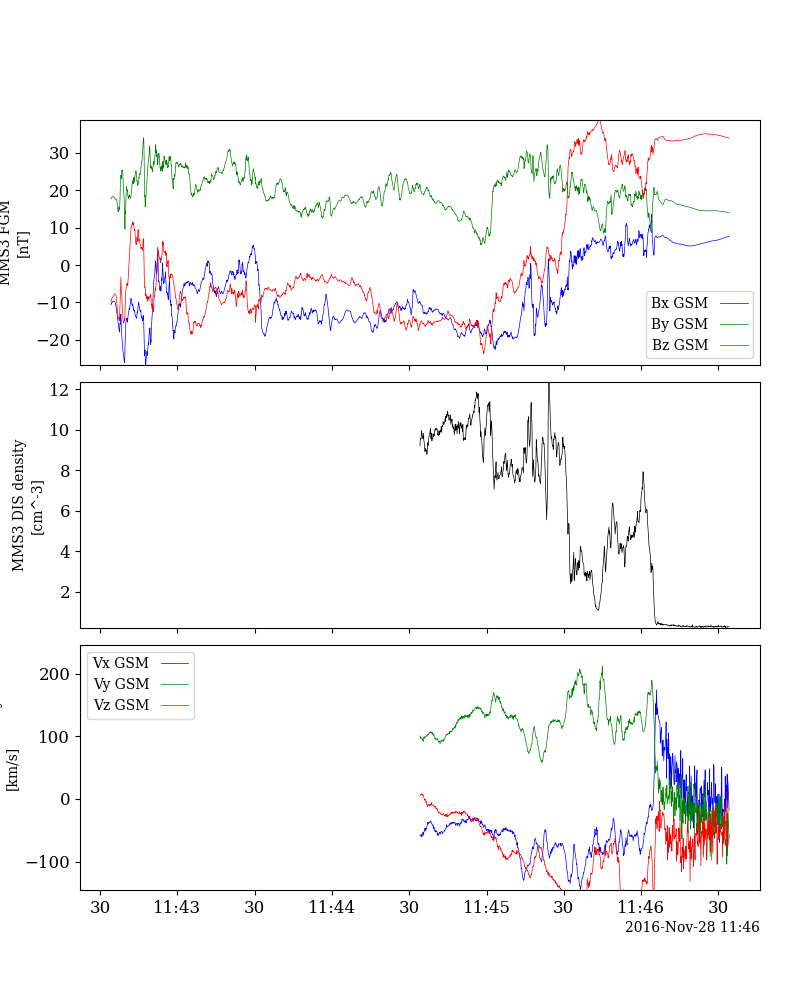 30
20
10
0
−10
−20
MMS3 FGM
[nT]
Bx GSM
By GSM
Bz GSM
12
10
8
6
4
2
MMS3 DIS density
[cm^-3]
200
100
0
−100
[km/s]
Vx GSM
Vy GSM
Vz GSM
30 11:43 30 11:44 30 11:45 30 11:46 30
2016-Nov-28 11:46